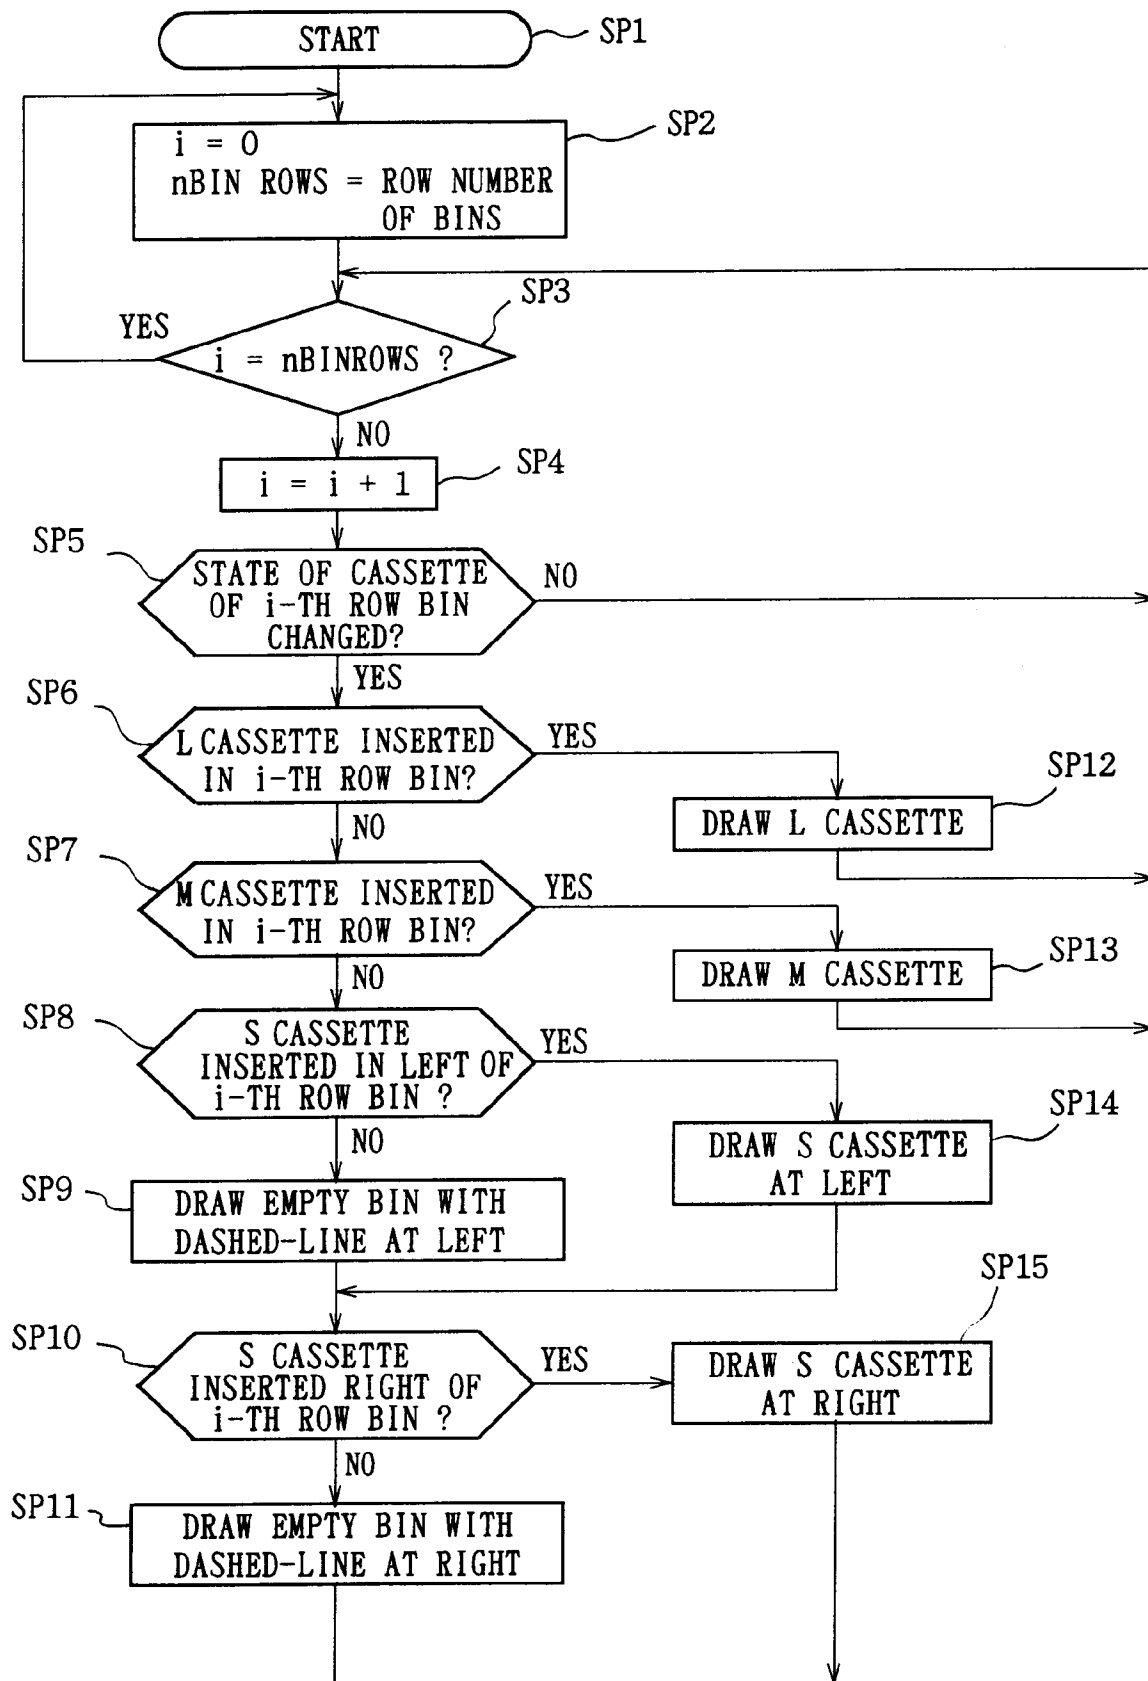 START
SP1
i = 0
nBIN ROWS = ROW NUMBER
OF BINS
SP2
SP3
YES
i = nBINROWS ?
NO
SP4
i = i + 1
SP5
STATE OF CASSETTE
OF i-TH ROW BIN
CHANGED?
NO
YES
SP6
L CASSETTE INSERTED
IN i-TH ROW BIN?
YES
SP12
DRAW L CASSETTE
NO
SP7
M CASSETTE INSERTED
IN i-TH ROW BIN?
YES
SP13
DRAW M CASSETTE
NO
SP8
S CASSETTE
INSERTED IN LEFT OF
i-TH ROW BIN ?
YES
SP14
DRAW S CASSETTE
AT LEFT
NO
SP9
DRAW EMPTY BIN WITH
DASHED-LINE AT LEFT
SP15
SP10
S CASSETTE
INSERTED RIGHT OF
i-TH ROW BIN ?
YES
DRAW S CASSETTE
AT RIGHT
NO
SP11
DRAW EMPTY BIN WITH
DASHED-LINE AT RIGHT